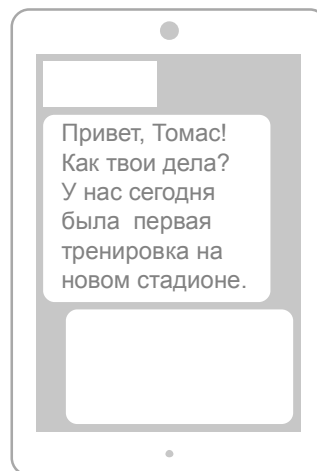 Привет, Томас!
Как твои дела?
У нас сегодня
была первая
тренировка на
новом стадионе.